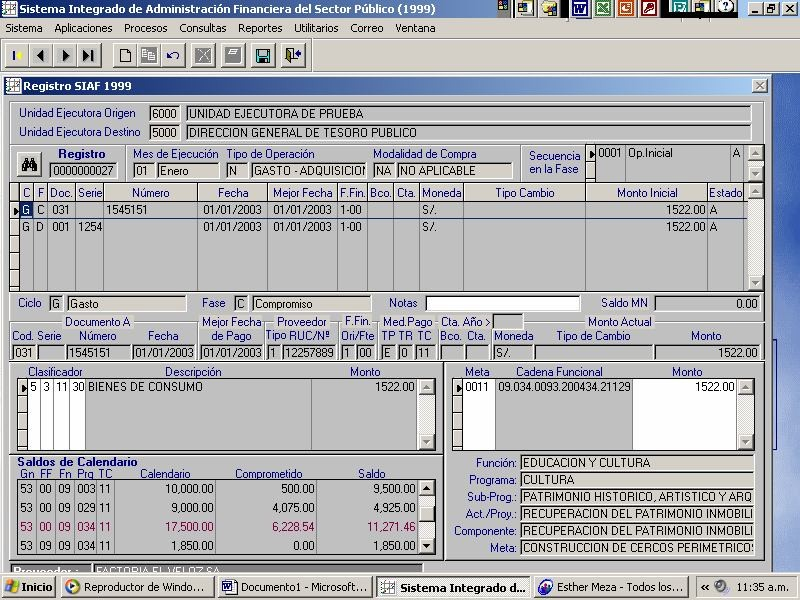 Sistema Integrado de Administración Financiera del Sector Público (1999)
Sistema Aplicaciones Procesos Consultas Reportes Utilitarios Correo Ventana
Registro SIAF 1999
Unidad Ejecutora Origen 6000 UNIDAD EJECUTORA DE PRUEBA
Unidad Ejecutora Destino 5000 DIRECCION GENERAL DE TESORO PUBLICO
Registro Mes de Ejecución Tipo de Operación Modalidad de Compra Secuencia en la Fase 0001 Op.Inicial A
0000000027 01 Enero N GASTO - ADQUISICION NA NO APLICABLE
C F Doc. Serie Número Fecha Mejor Fecha F.Fin. Bco. Cta. Moneda Tipo Cambio Monto Inicial Estado
G C 031 1545151 01/01/2003 01/01/2003 1-00 S/. 1522.00 A
G D 001 1254 01/01/2003 01/01/2003 1-00 S/. 1522.00 A
Ciclo G Gasto Fase C Compromiso Notas Saldo MN 0.00
Documento A Mejor Fecha Proveedor F.Fin. Med.Pago Cta. Año > Monto Actual
Cod. Serie Número Fecha de Pago Tipo RUC/Nº Ori/Fte TP TR TC Bco. Cta. Moneda Tipo de Cambio Monto
031 1545151 01/01/2003 01/01/2003 1 12257889 1 00 E 0 11 S/. 1522.00
Clasificador Descripción Monto
5 3 11 30 BIENES DE CONSUMO 1522.00
Meta Cadena Funcional Monto
0011 09.034.0093.200434.21129 1522.00
Saldos de Calendario
Gn FF Fn Prg TC Calendario Comprometido Saldo
53 00 09 003 11 10,000.00 500.00 9,500.00
53 00 09 029 11 9,000.00 4,075.00 4,925.00
53 00 09 034 11 17,500.00 6,228.54 11,271.46
53 09 09 034 11 1,850.00 0.00 1,850.00
Función: EDUCACION Y CULTURA
Programa: CULTURA
Sub-Prog.: PATRIMONIO HISTORICO, ARTISTICO Y ARQ
Act./Proy.: RECUPERACION DEL PATRIMONIO INMOBILI
Componente: RECUPERACION DEL PATRIMONIO INMOBILI
Meta: CONSTRUCCION DE CERCOS PERIMETRICOS
Proveedor : FACTORIA EL VELOZ SA
Inicio Reproductor de Windo... Documento1 - Microsoft... Sistema Integrado d... Esther Meza - Todos los... « 11:35 a.m.